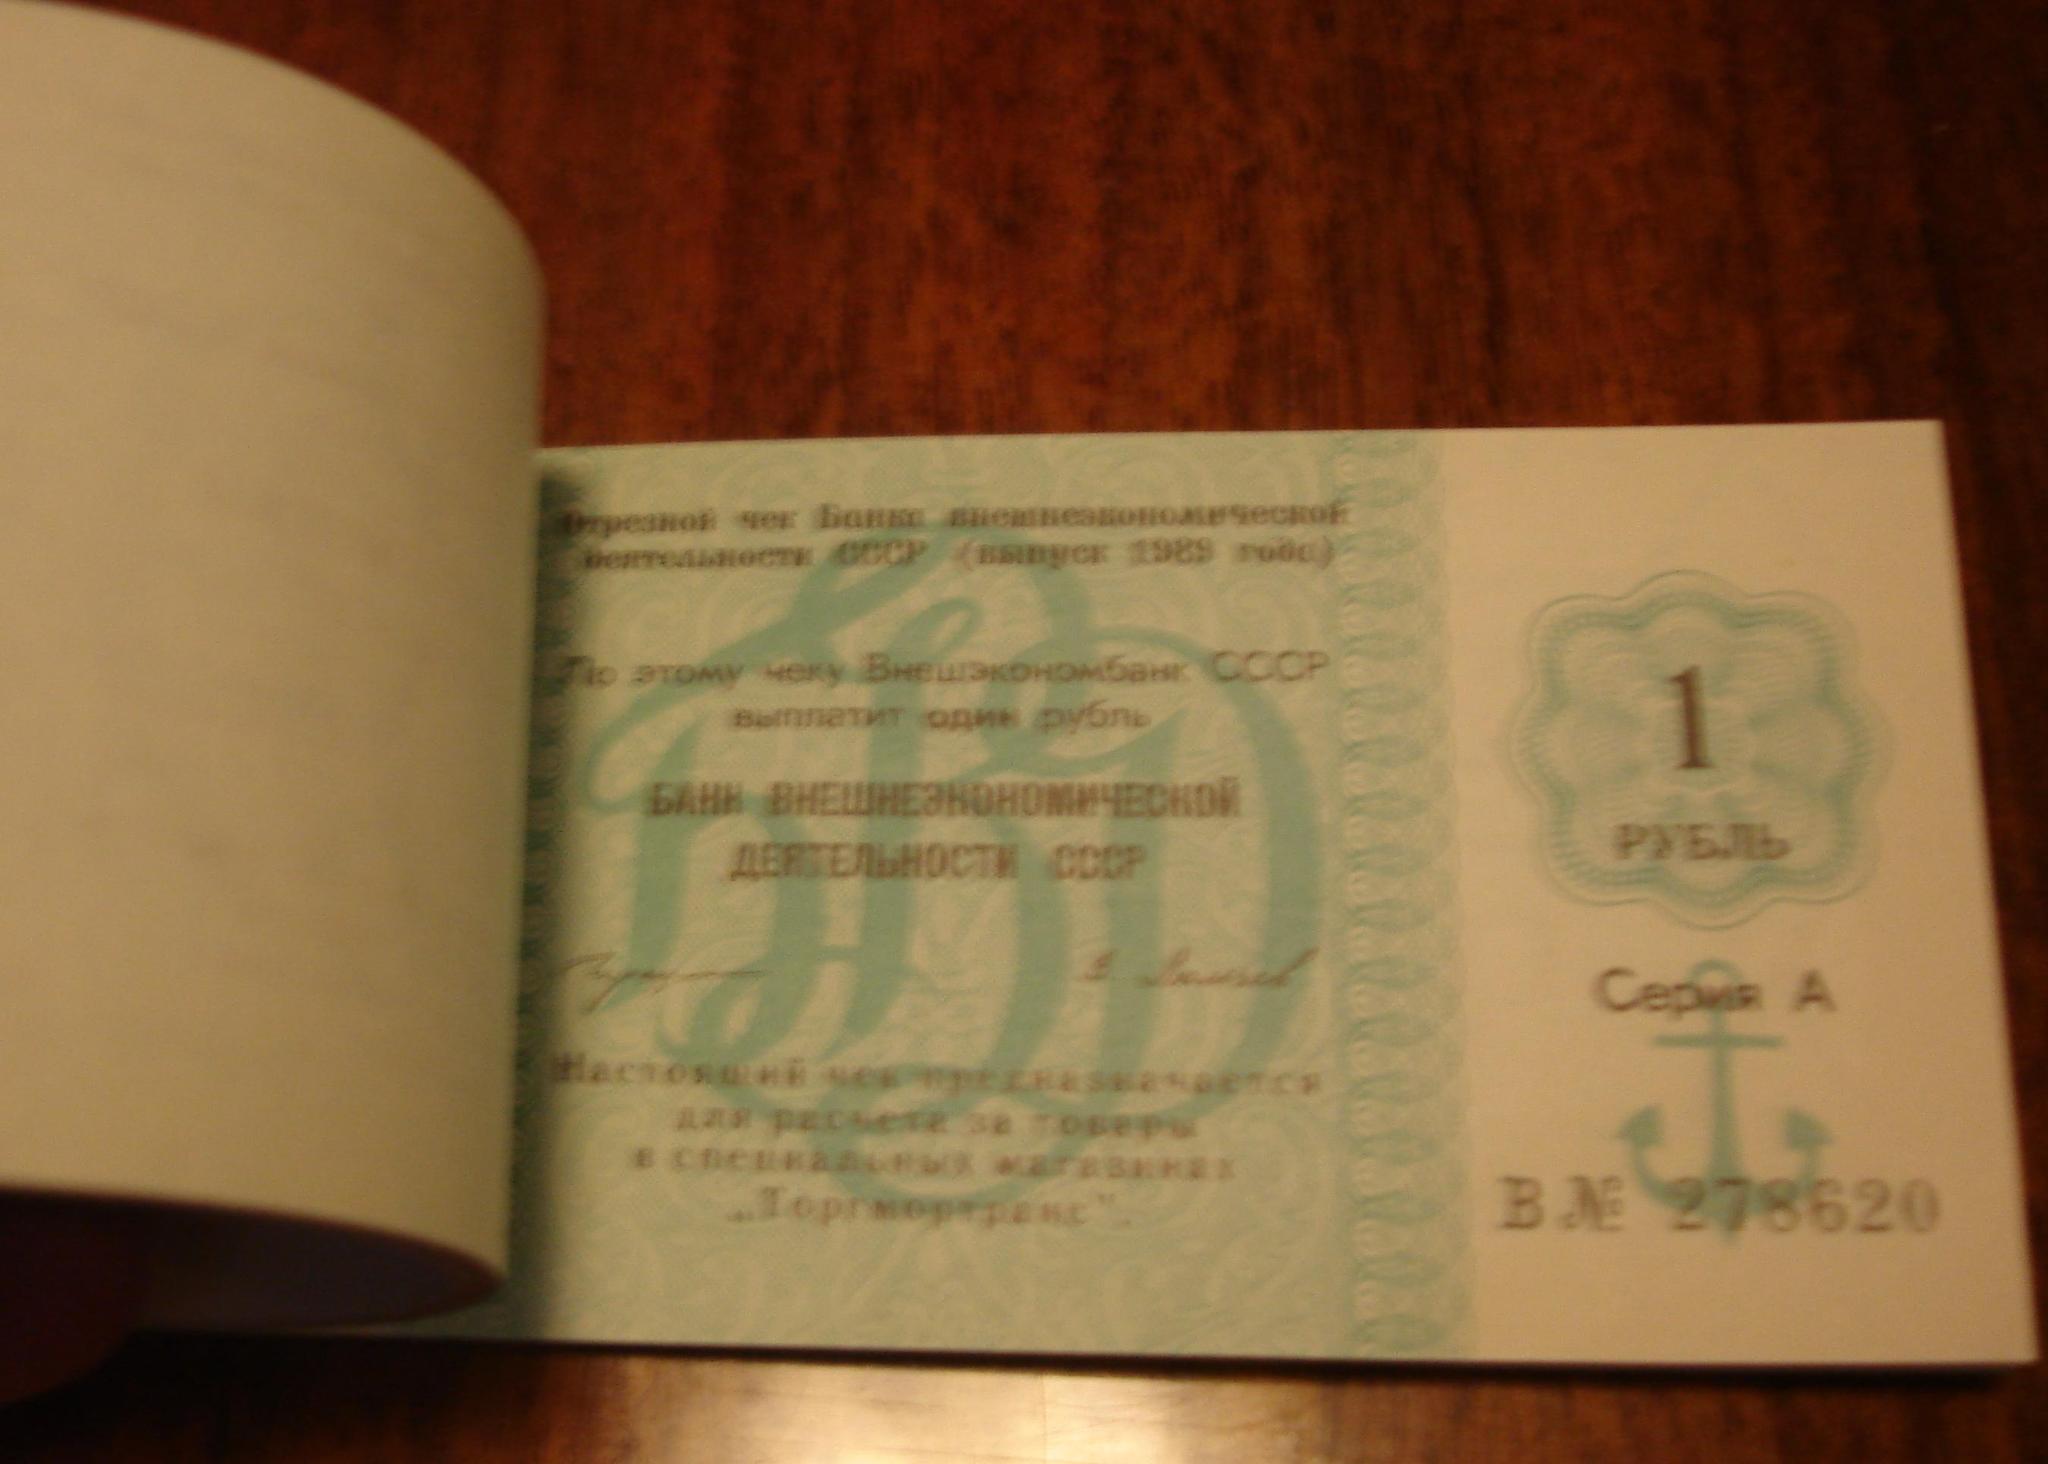 Отрезной чек Банка внешнеэкономической
деятельности СССР (выпуск 1989 года)
По этому чеку Внешэкономбанк СССР
выплатит один рубль
БАНК ВНЕШНЕЭКОНОМИЧЕСКОЙ
ДЕЯТЕЛЬНОСТИ СССР
Настоящий чек предназначается
для расчета за товары
в специальных магазинах
„Торгмортранс".
1
РУБЛЬ
Серия А
В № 278620